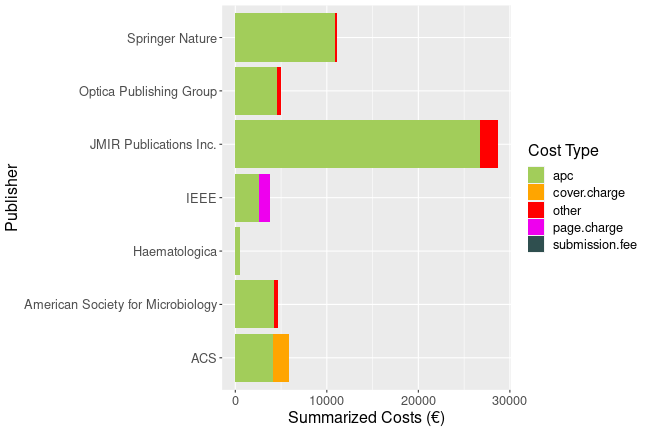 Publisher
Springer Nature
Optica Publishing Group
JMIR Publications Inc.
IEEE
Haematologica
American Society for Microbiology
ACS
0
10000
20000
30000
Summarized Costs (€)
Cost Type
apc
cover.charge
other
page.charge
submission.fee